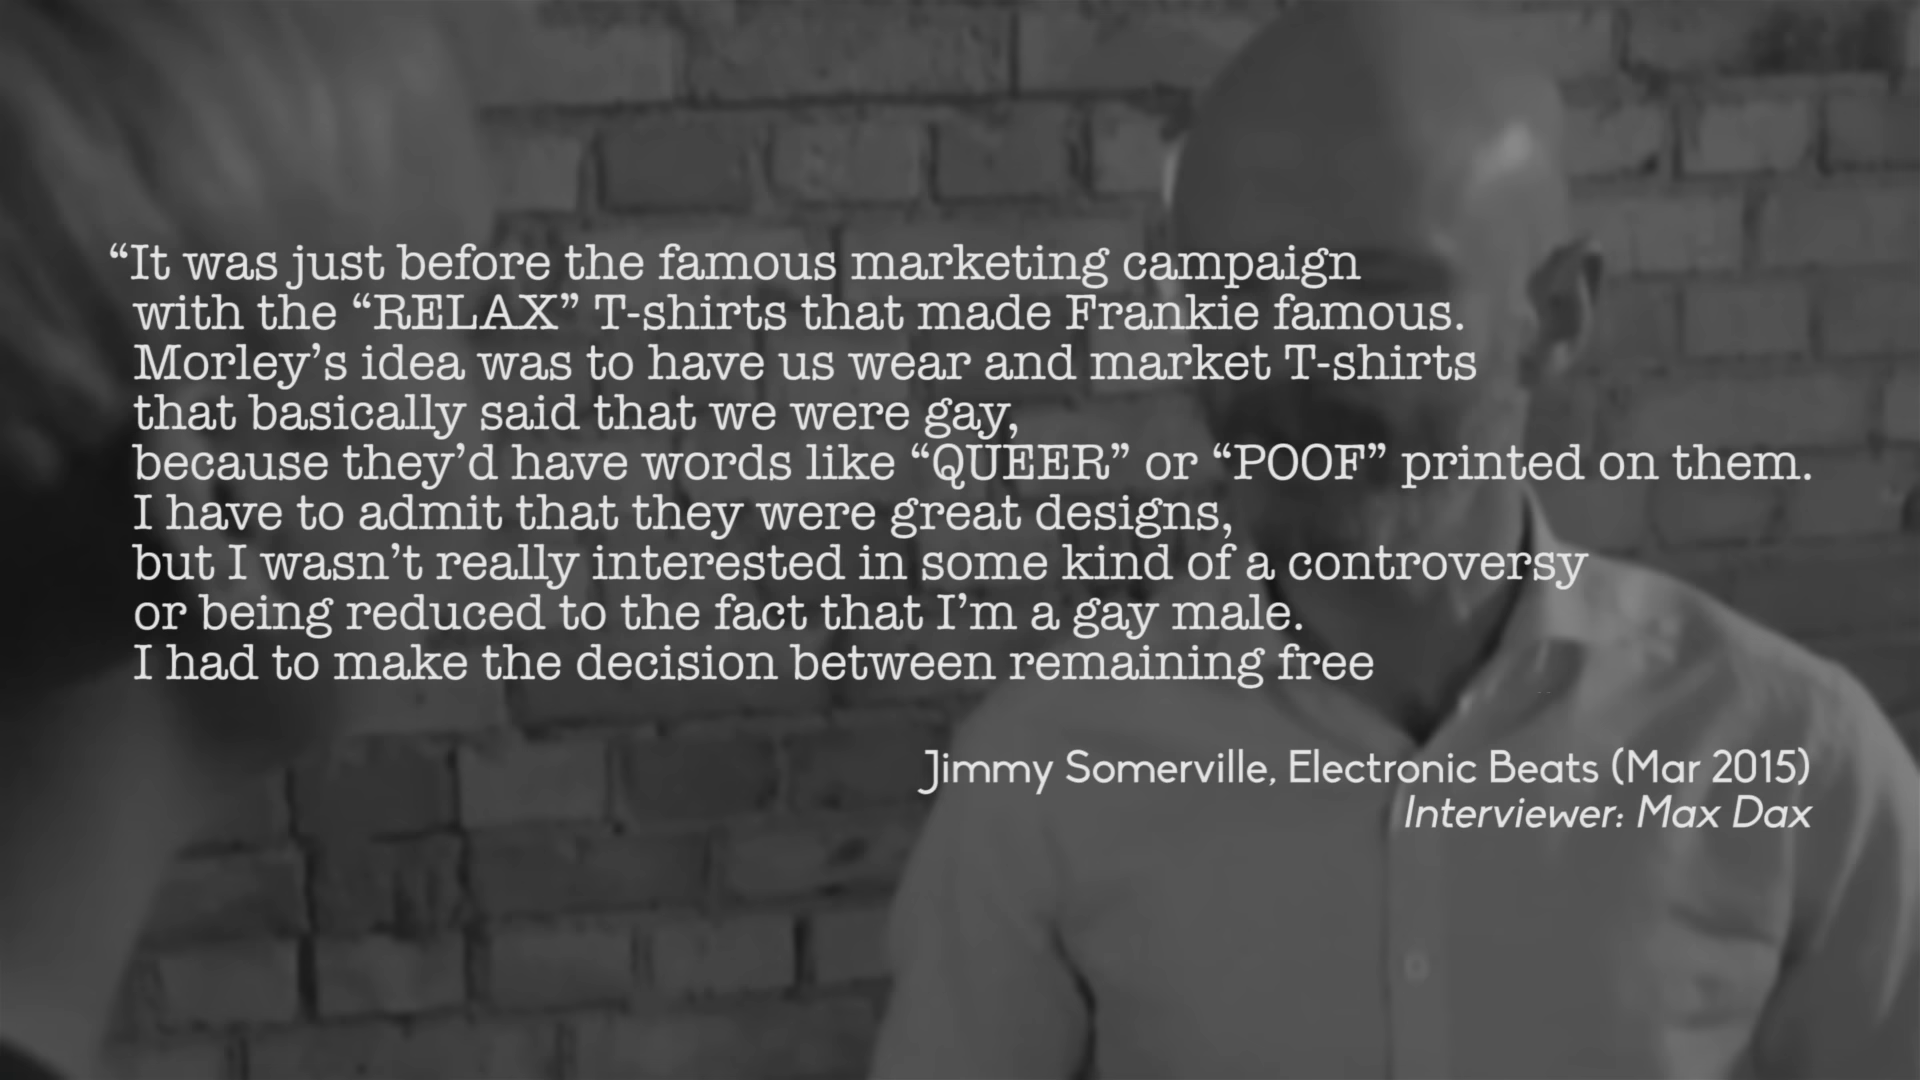 “It was just before the famous marketing campaign
with the “RELAX” T-shirts that made Frankie famous.
Morley’s idea was to have us wear and market T-shirts
that basically said that we were gay,
because they’d have words like “QUEER” or “POOF” printed on them.
I have to admit that they were great designs,
but I wasn’t really interested in some kind of a controversy
or being reduced to the fact that I’m a gay male.
I had to make the decision between remaining free
Jimmy Somerville, Electronic Beats (Mar 2015)
Interviewer: Max Dax